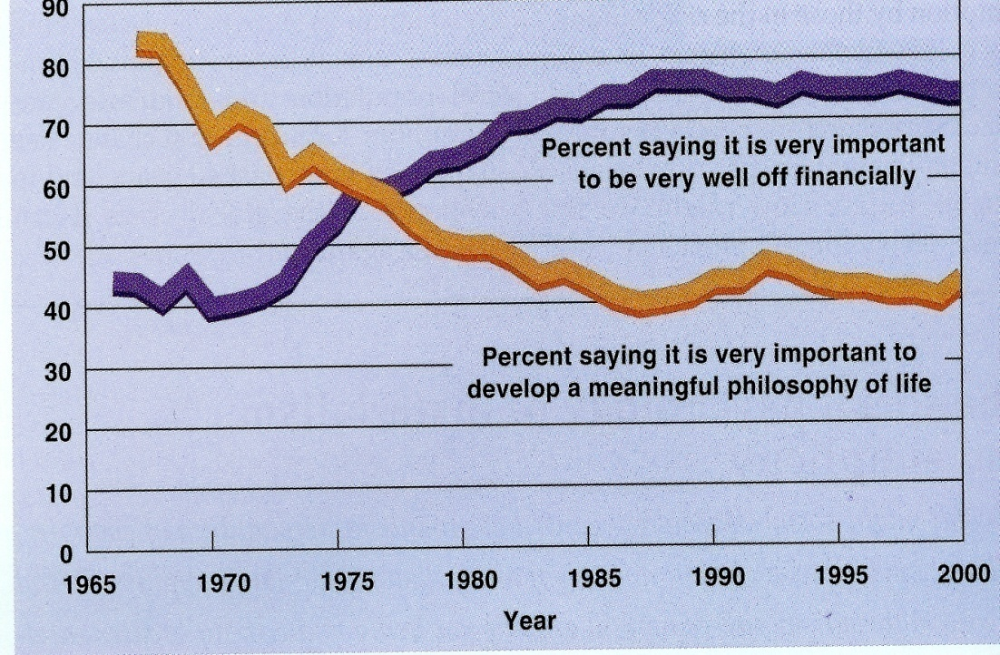 90
80
70
Percent saying it is very important
to be very well off financially
60
50
40
Percent saying it is very important to
develop a meaningful philosophy of life
30
20
10
0
1965 1970 1975 1980 1985 1990 1995 2000
Year